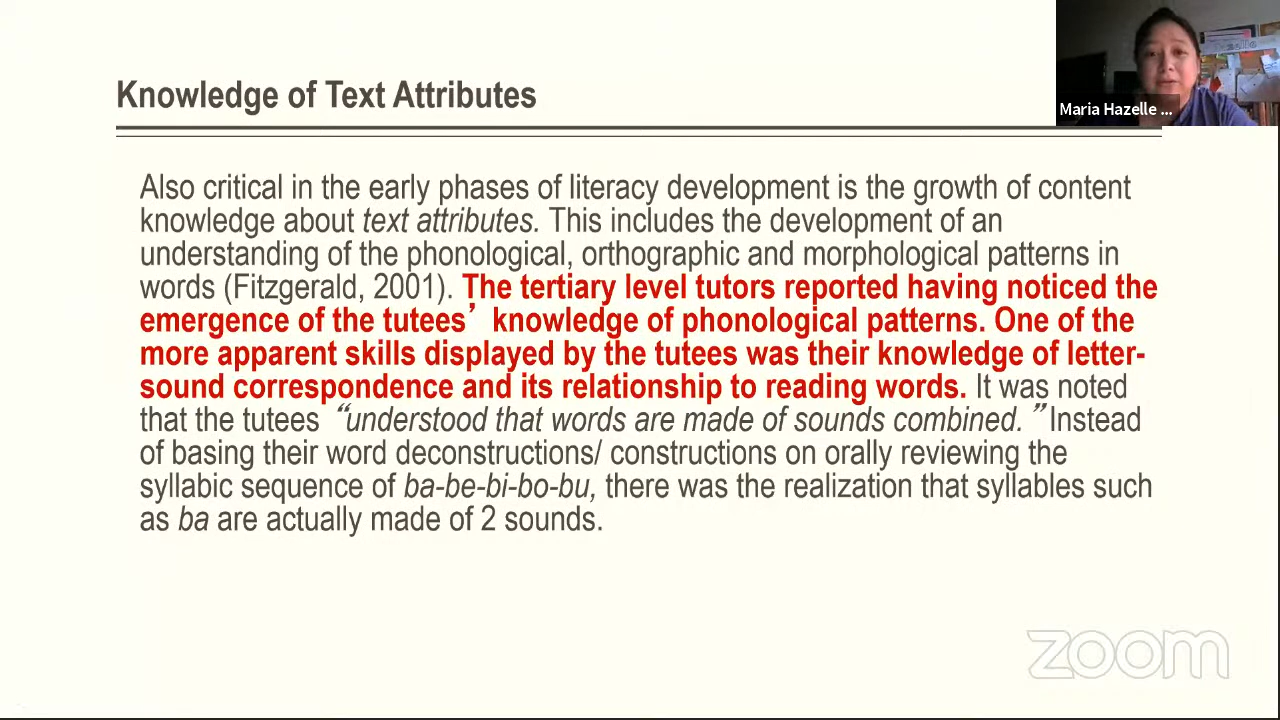 Knowledge of Text Attributes
Maria Hazelle ...
Also critical in the early phases of literacy development is the growth of content
knowledge about text attributes. This includes the development of an
understanding of the phonological, orthographic and morphological patterns in
words (Fitzgerald, 2001). The tertiary level tutors reported having noticed the
emergence of the tutees’ knowledge of phonological patterns. One of the
more apparent skills displayed by the tutees was their knowledge of letter-
sound correspondence and its relationship to reading words. It was noted
that the tutees “understood that words are made of sounds combined.” Instead
of basing their word deconstructions/ constructions on orally reviewing the
syllabic sequence of ba-be-bi-bo-bu, there was the realization that syllables such
as ba are actually made of 2 sounds.
zoom